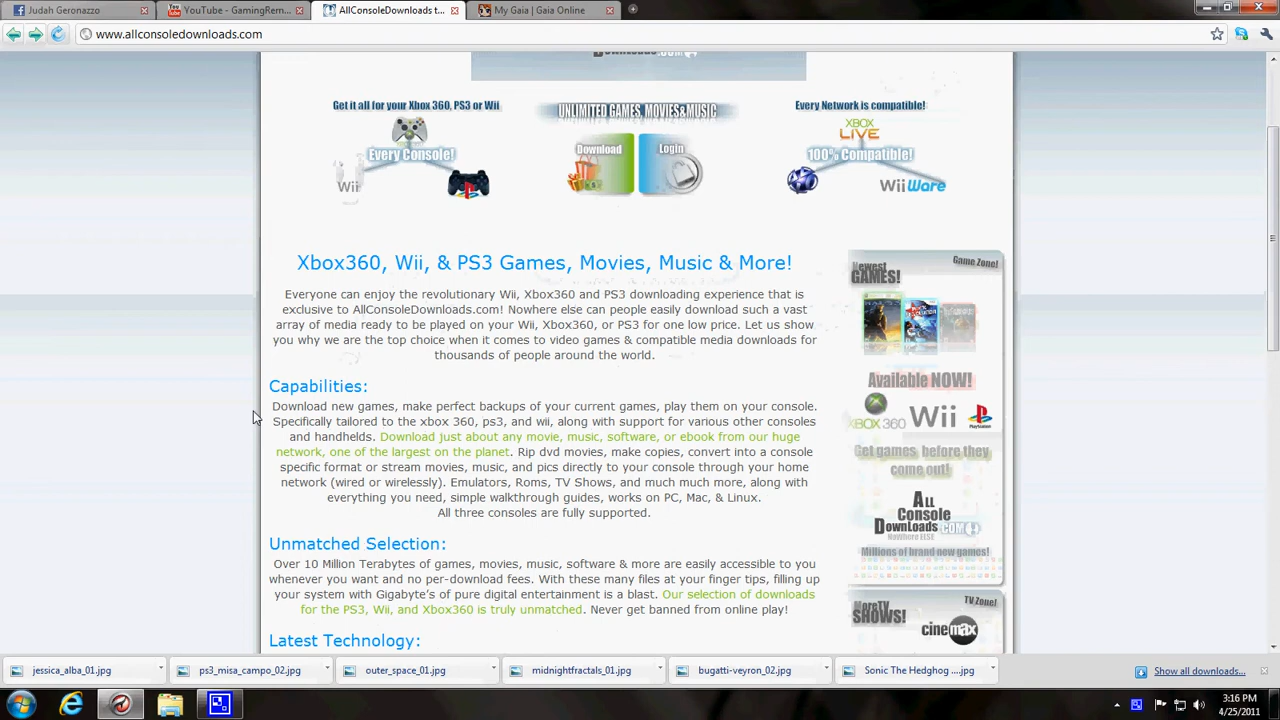 Judah Geronazzo
YouTube - GamingRem...
AllConsoleDownloads t...
My Gaia | Gaia Online
www.allconsoledownloads.com
Get it all for your Xbox 360, PS3 or Wii
UNLIMITED GAMES, MOVIES&MUSIC
Every Network is compatible!
XBOX
LIVE
Every Console!
Download
Login
100% Compatible!
Wii
WiiWare
Xbox360, Wii, & PS3 Games, Movies, Music & More!
Everyone can enjoy the revolutionary Wii, Xbox360 and PS3 downloading experience that is
exclusive to AllConsoleDownloads.com! Nowhere else can people easily download such a vast
array of media ready to be played on your Wii, Xbox360, or PS3 for one low price. Let us show
you why we are the top choice when it comes to video games & compatible media downloads for
thousands of people around the world.
Capabilities:
Download new games, make perfect backups of your current games, play them on your console.
Specifically tailored to the xbox 360, ps3, and wii, along with support for various other consoles
and handhelds. Download just about any movie, music, software, or ebook from our huge
network, one of the largest on the planet. Rip dvd movies, make copies, convert into a console
specific format or stream movies, music, and pics directly to your console through your home
network (wired or wirelessly). Emulators, Roms, TV Shows, and much much more, along with
everything you need, simple walkthrough guides, works on PC, Mac, & Linux.
All three consoles are fully supported.
Unmatched Selection:
Over 10 Million Terabytes of games, movies, music, software & more are easily accessible to you
whenever you want and no per-download fees. With these many files at your finger tips, filling up
your system with Gigabyte's of pure digital entertainment is a blast. Our selection of downloads
for the PS3, Wii, and Xbox360 is truly unmatched. Never get banned from online play!
Latest Technology:
Newest
GAMES!
Game Zone!
Available NOW!
XBOX 360
Wii
PlayStation
Get games, before they
come out!
ALL
CONSOLE
DOWNLOADS.COM
NoWhere ELSE
Millions of brand new games!
More TV
SHOWS!
TV Zone!
cinemax
jessica_alba_01.jpg
ps3_misa_campo_02.jpg
outer_space_01.jpg
midnightfractals_01.jpg
bugatti-veyron_02.jpg
Sonic The Hedghog ....jpg
Show all downloads...
3:16 PM
4/25/2011